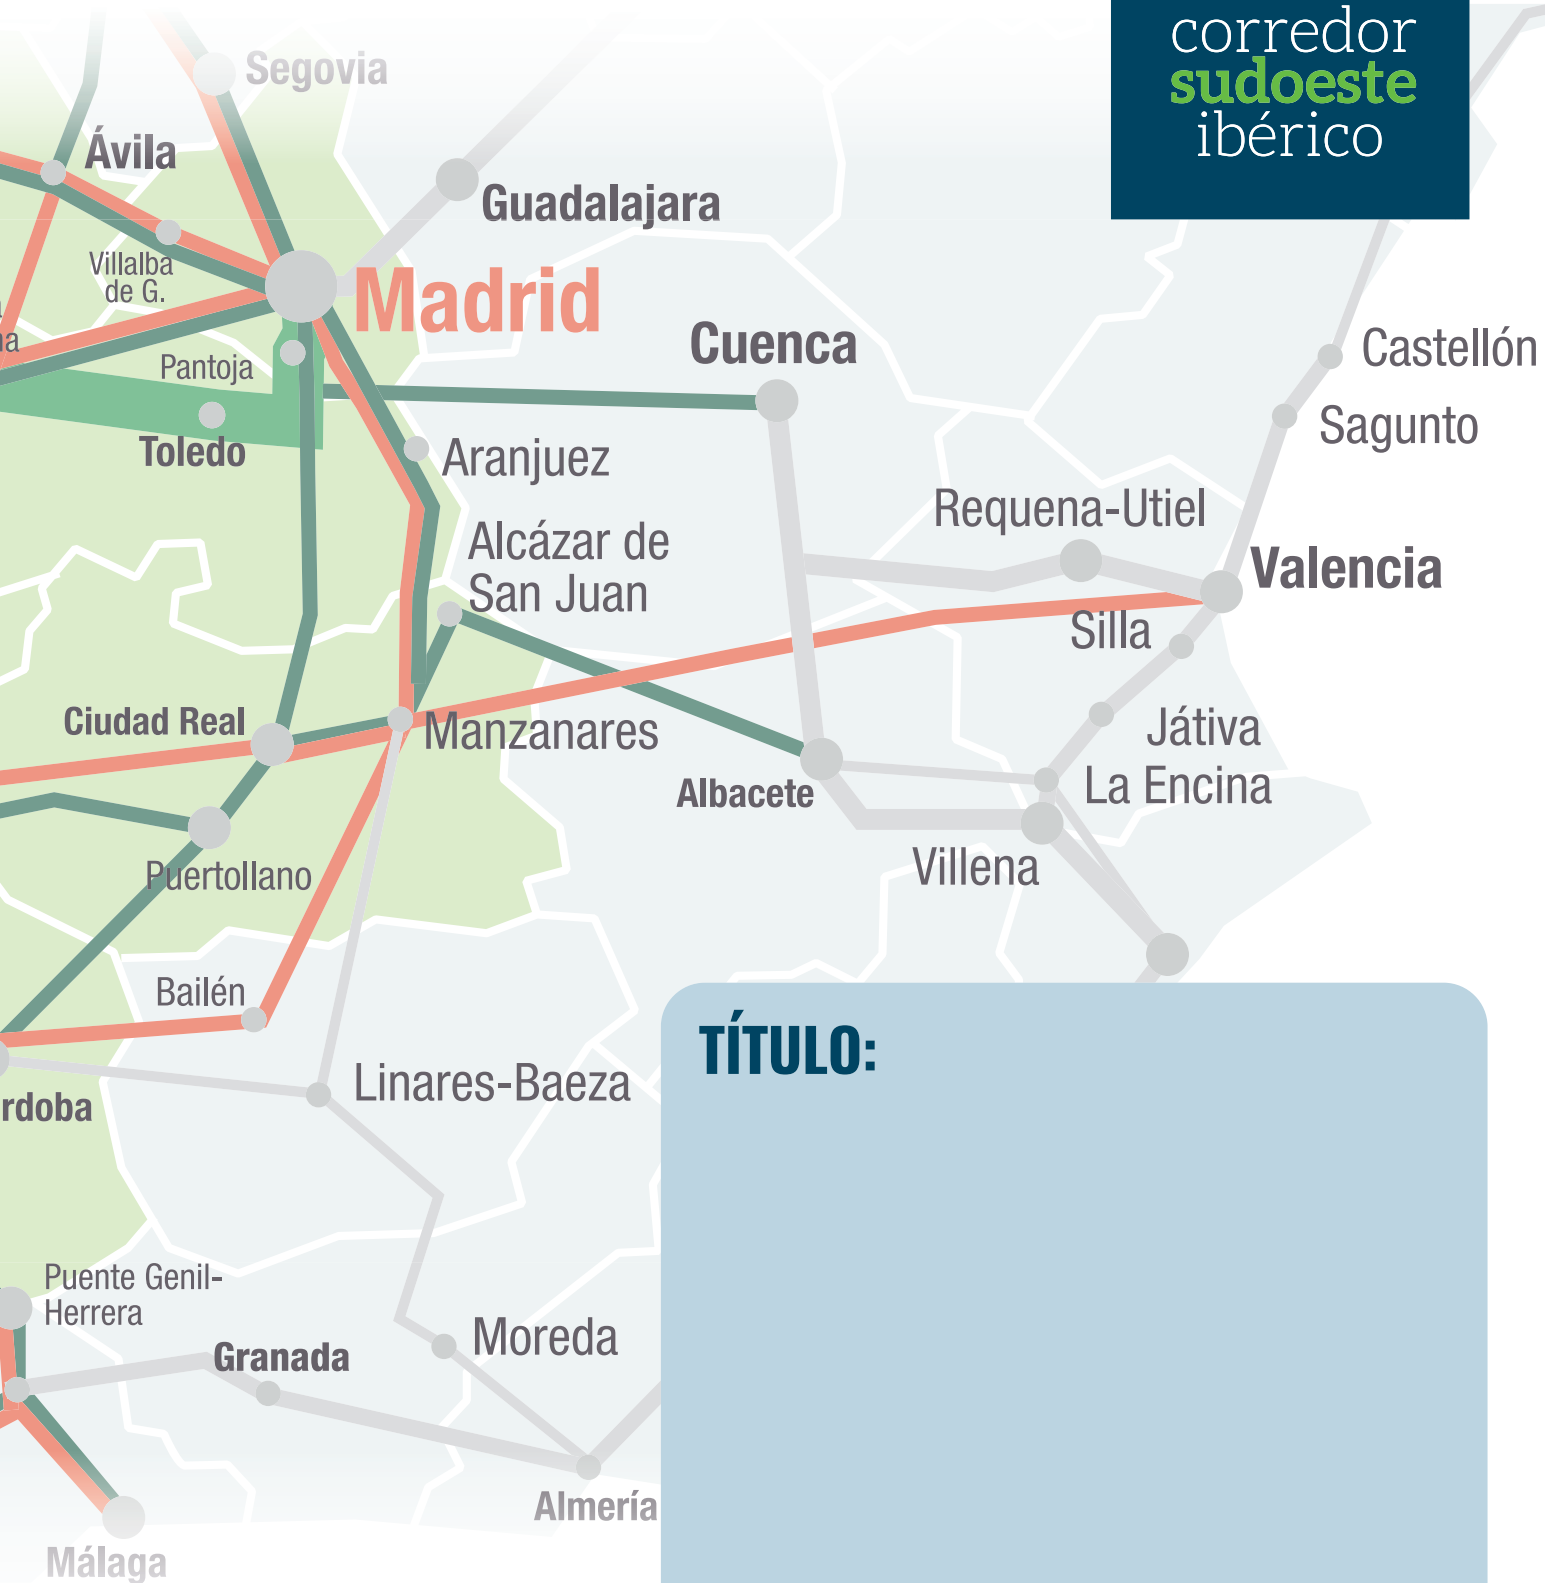 corredor
sudoeste
ibérico
Segovia
Ávila
Guadalajara
Villalba
de G.
Madrid
Cuenca
Castellón
Pantoja
Sagunto
Toledo
Aranjuez
Requena-Utiel
Alcázar de
San Juan
Valencia
Silla
Ciudad Real
Manzanares
Játiva
Albacete
La Encina
Puertollano
Villena
Bailén
TÍTULO:
Linares-Baeza
rdoba
Puente Genil-
Herrera
Moreda
Granada
Almería
Málaga